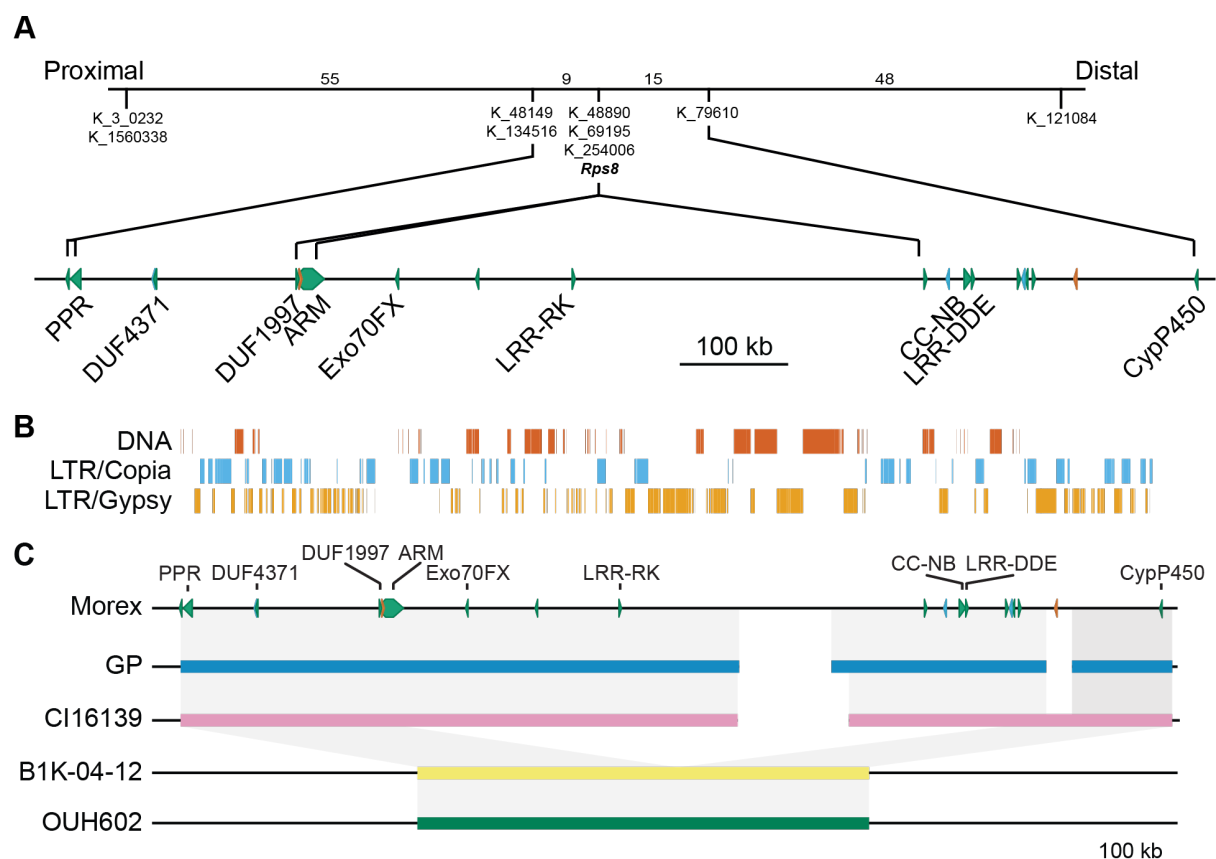 A
Proximal
Distal
55
9
15
48
K_3_0232
K_1560338
K_48149
K_134516
K_48890
K_69195
K_254006
Rps8
K_79610
K_121084
PPR
DUF4371
DUF1997
ARM
Exo70FX
LRR-RK
100 kb
CC-NB
LRR-DDE
CypP450
B
DNA
LTR/Copia
LTR/Gypsy
C
PPR
DUF4371
DUF1997
ARM
Exo70FX
LRR-RK
CC-NB
LRR-DDE
CypP450
Morex
GP
CI16139
B1K-04-12
OUH602
100 kb